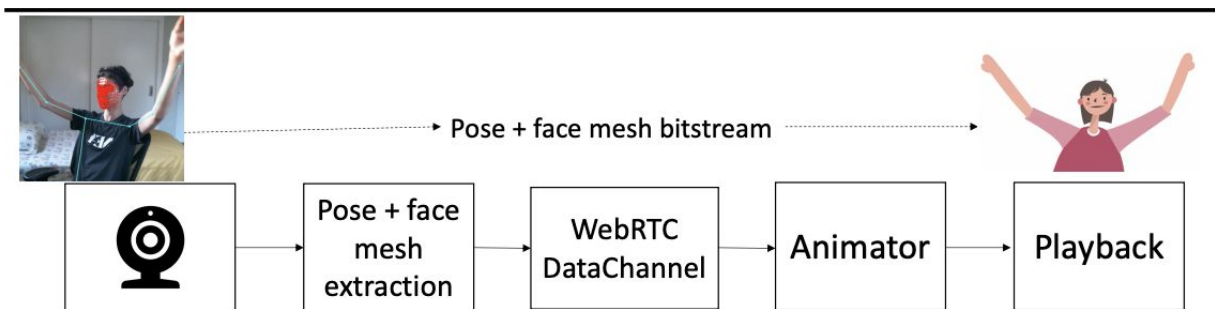 Pose + face mesh bitstream
Pose + face
mesh
extraction
WebRTC
DataChannel
Animator
Playback